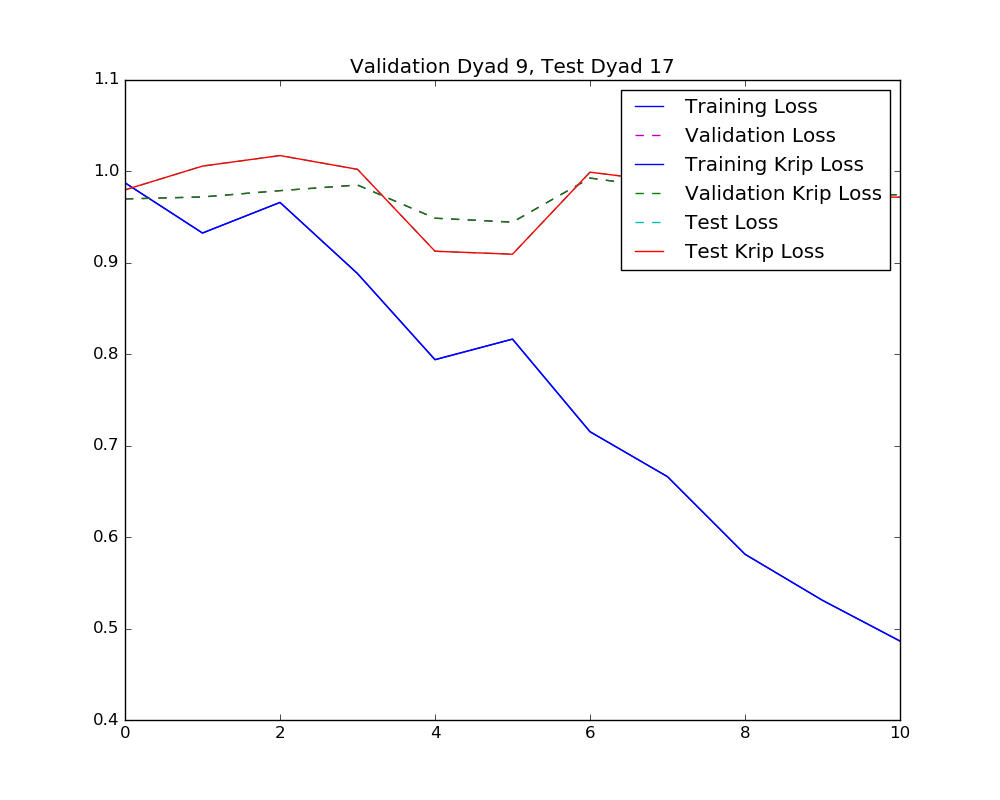 Validation Dyad 9, Test Dyad 17
1.1
1.0
0.9
0.8
0.7
0.6
0.5
0.4
0 2 4 6 8 10
Training Loss
Validation Loss
Training Krip Loss
Validation Krip Loss
Test Loss
Test Krip Loss